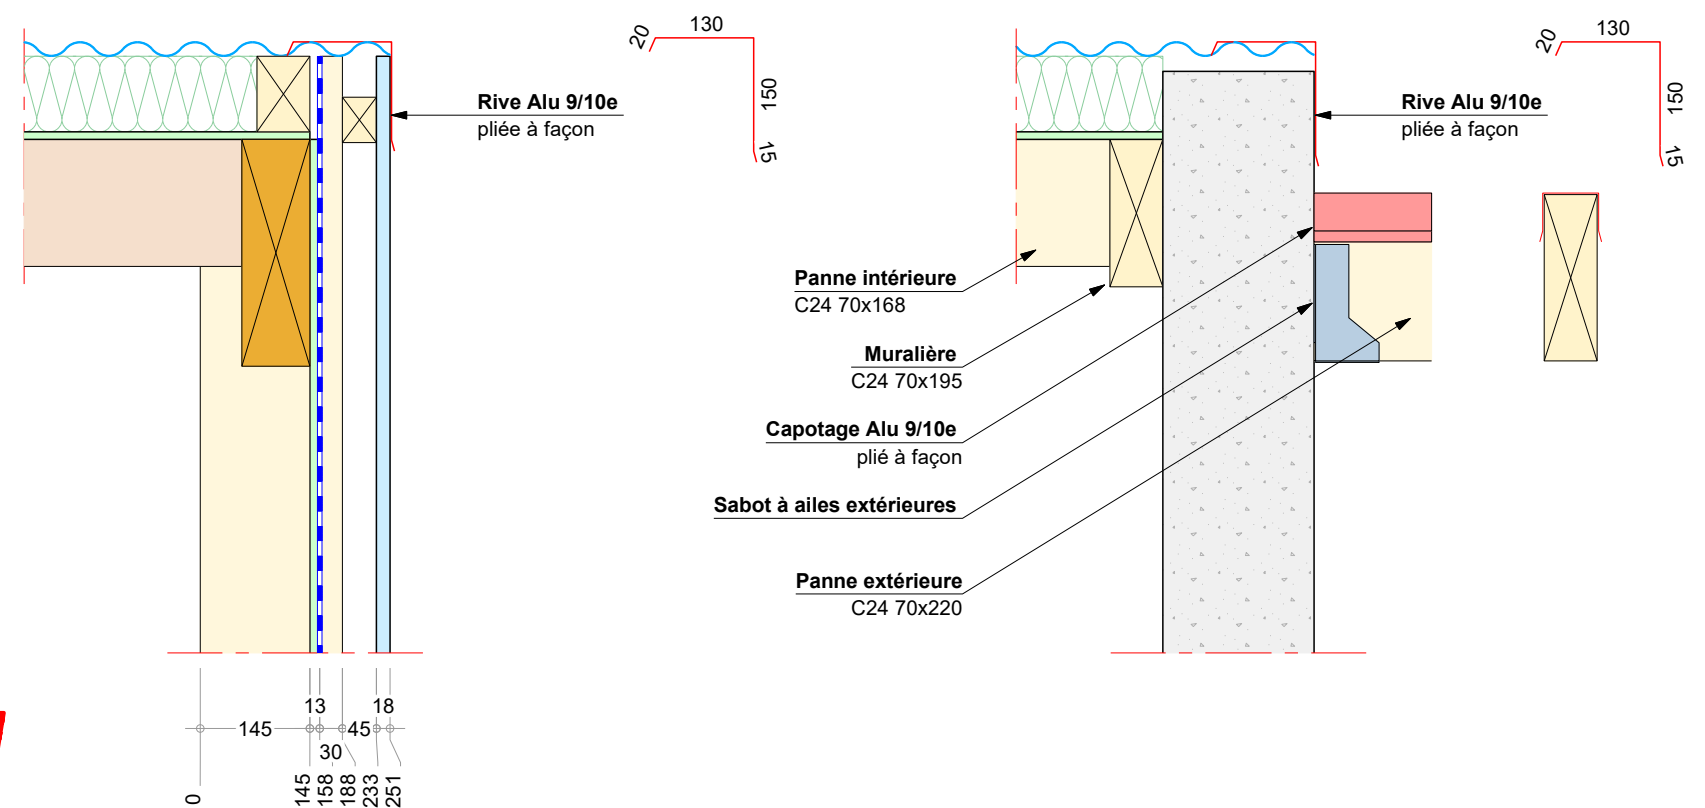 20
130
150
15
Rive Alu 9/10e
pliée à façon
20
130
150
15
Rive Alu 9/10e
pliée à façon
Panne intérieure
C24 70x168
Muralière
C24 70x195
Capotage Alu 9/10e
plié à façon
Sabot à ailes extérieures
Panne extérieure
C24 70x220
13
18
145
45
30
0
145
158
188
233
251